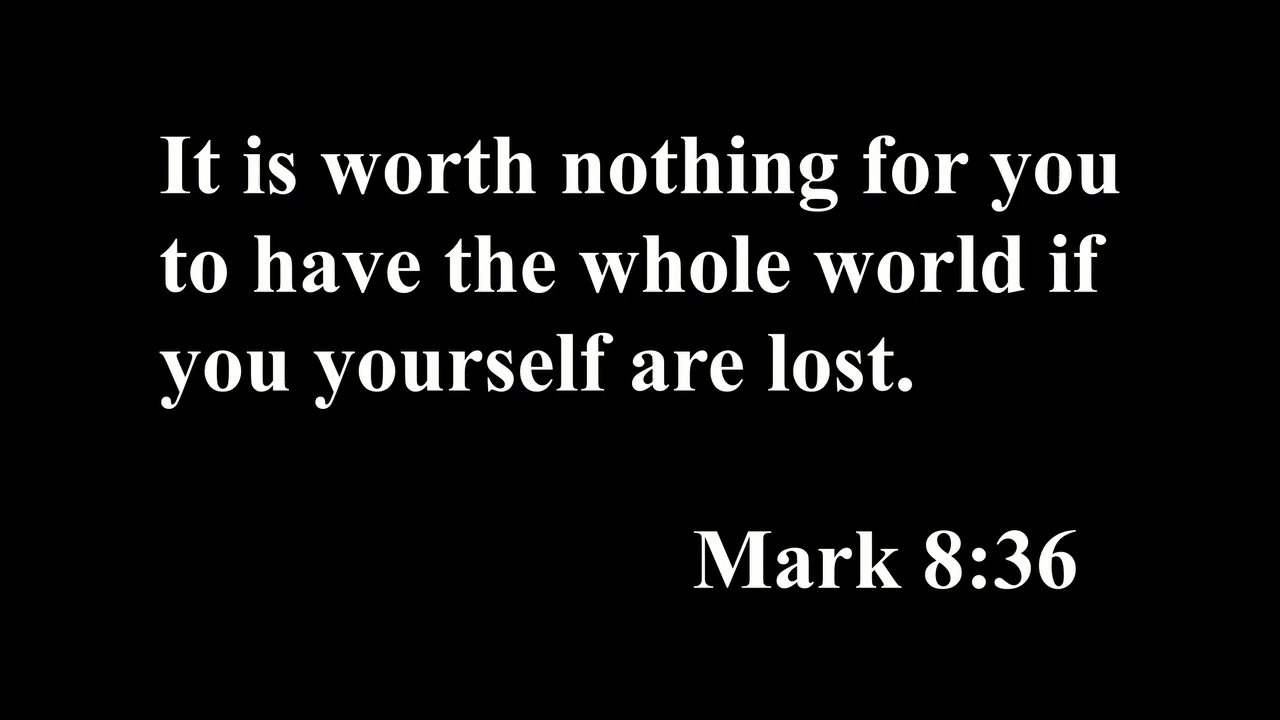 It is worth nothing for you
to have the whole world if
you yourself are lost.
Mark 8:36